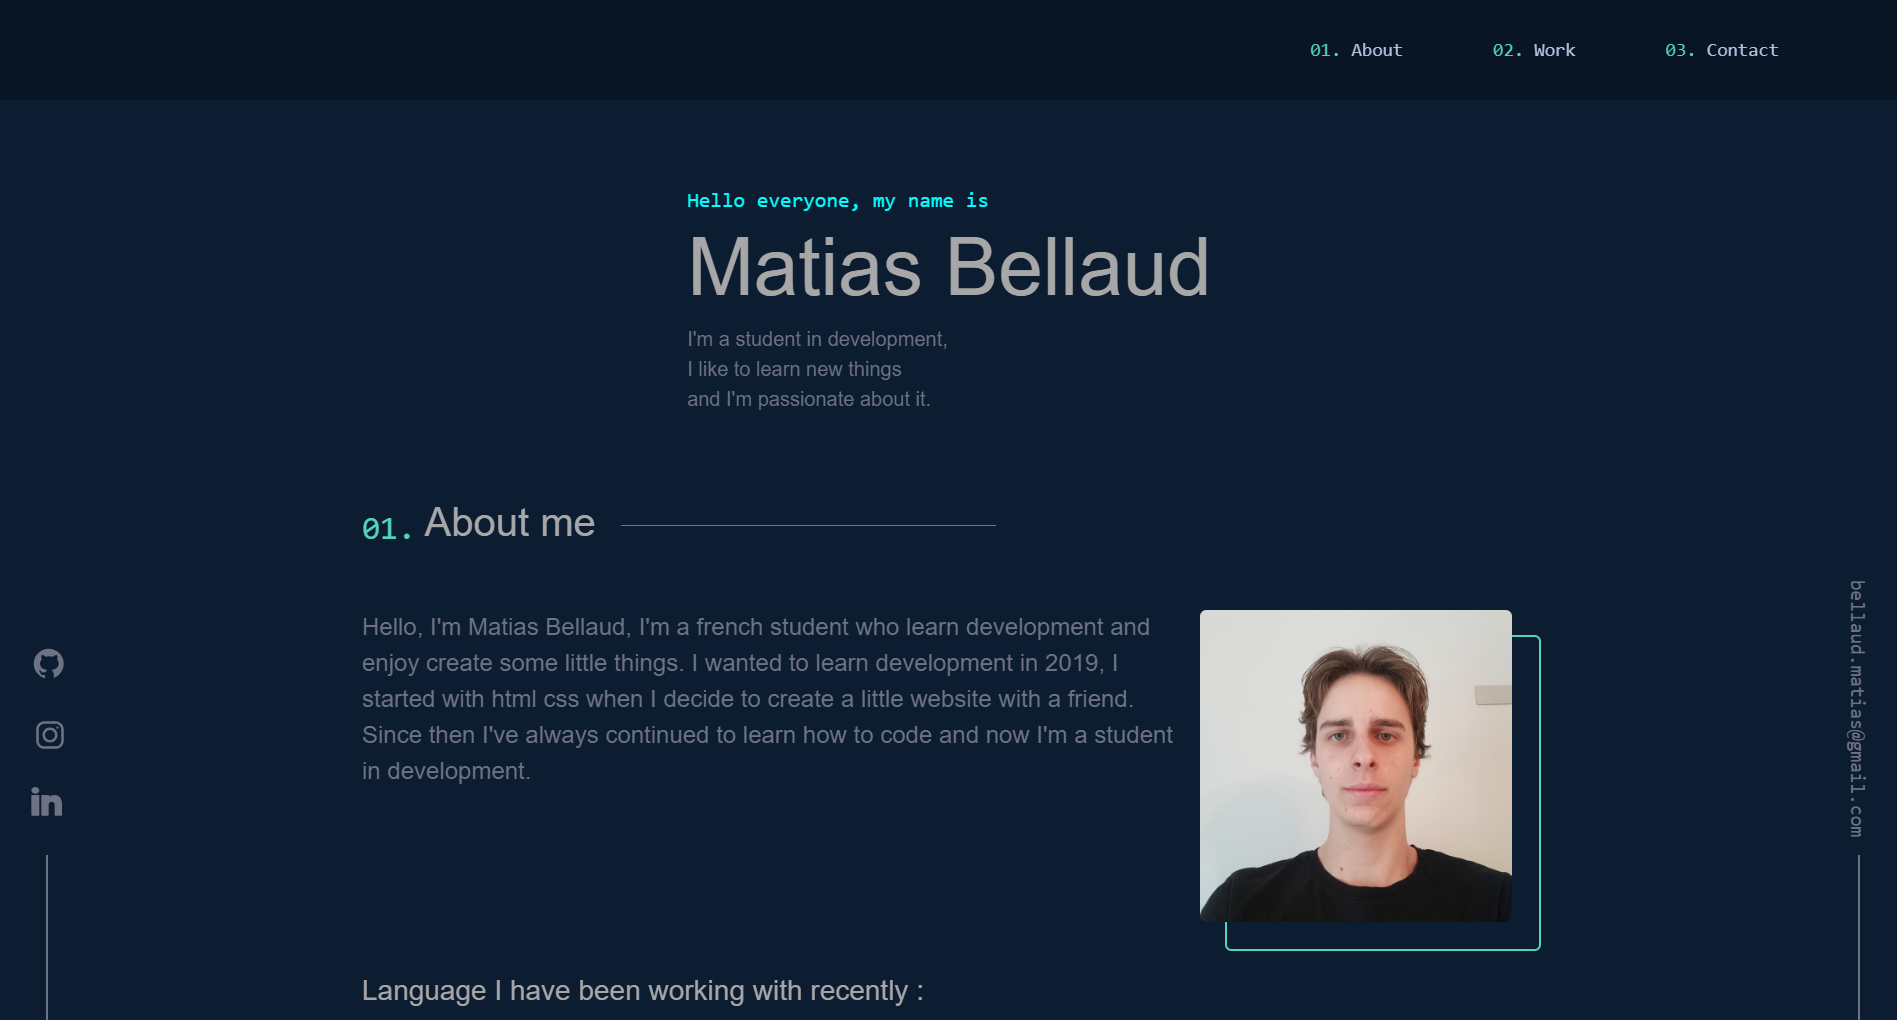 01. About
02. Work
03. Contact
Hello everyone, my name is
Matias Bellaud
I'm a student in development,
I like to learn new things
and I'm passionate about it.
01. About me
Hello, I'm Matias Bellaud, I'm a french student who learn development and
enjoy create some little things. I wanted to learn development in 2019, I
started with html css when I decide to create a little website with a friend.
Since then I've always continued to learn how to code and now I'm a student
in development.
in
bellaud.matias@gmail.com
Language I have been working with recently :